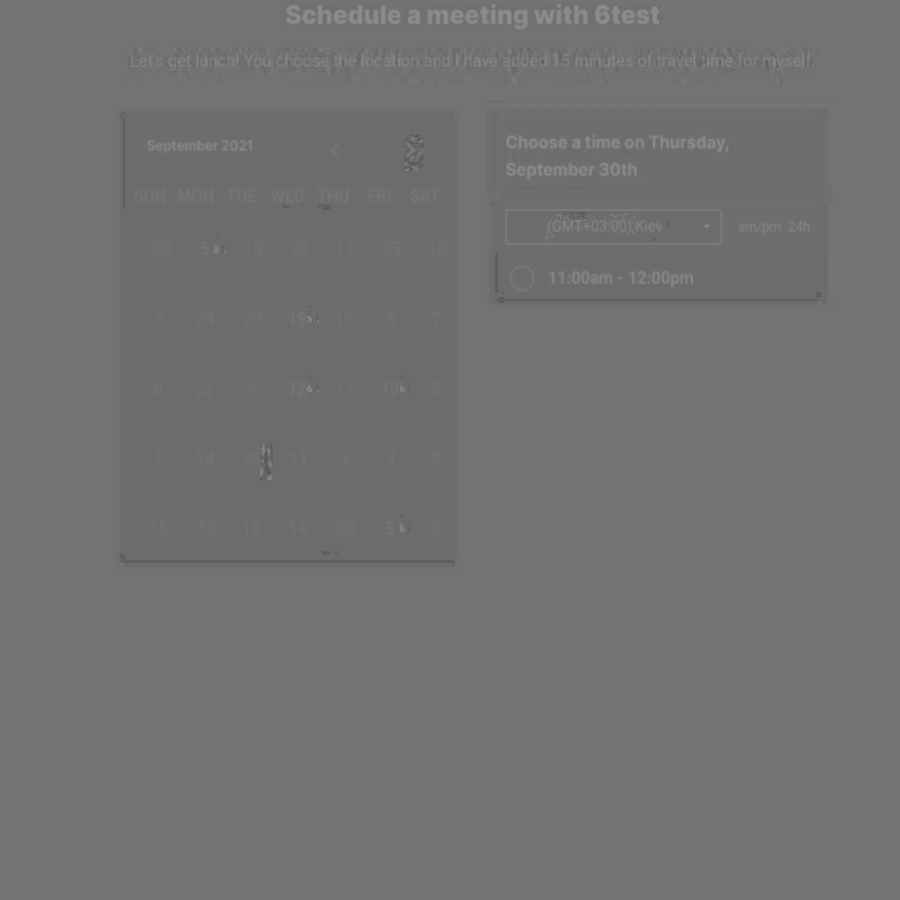 Schedule a meeting with 6test
Let's get lunch! You choose the location and I have added 15 minutes of travel time for myself.
September 2021
SUN MON TUE WED THU FRI SAT
20 5 13 30 11 25 18
7 24 27 19 15 6 7
8 22 4 12 11 19 8
1 14 11 3 9 8
15 18 16 14 30 5 9
Choose a time on Thursday,
September 30th
(GMT+03:00) Kiev
am/pm 24h
11:00am - 12:00pm